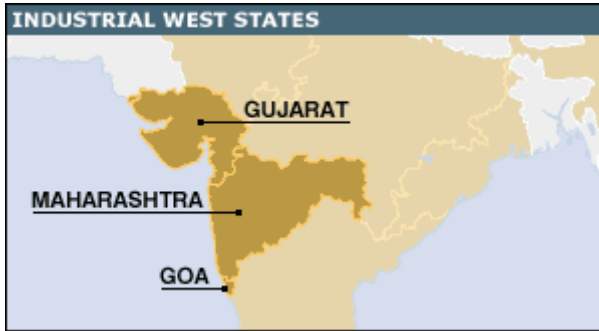 INDUSTRIAL WEST STATES
GUJARAT
MAHARASHTRA
GOA